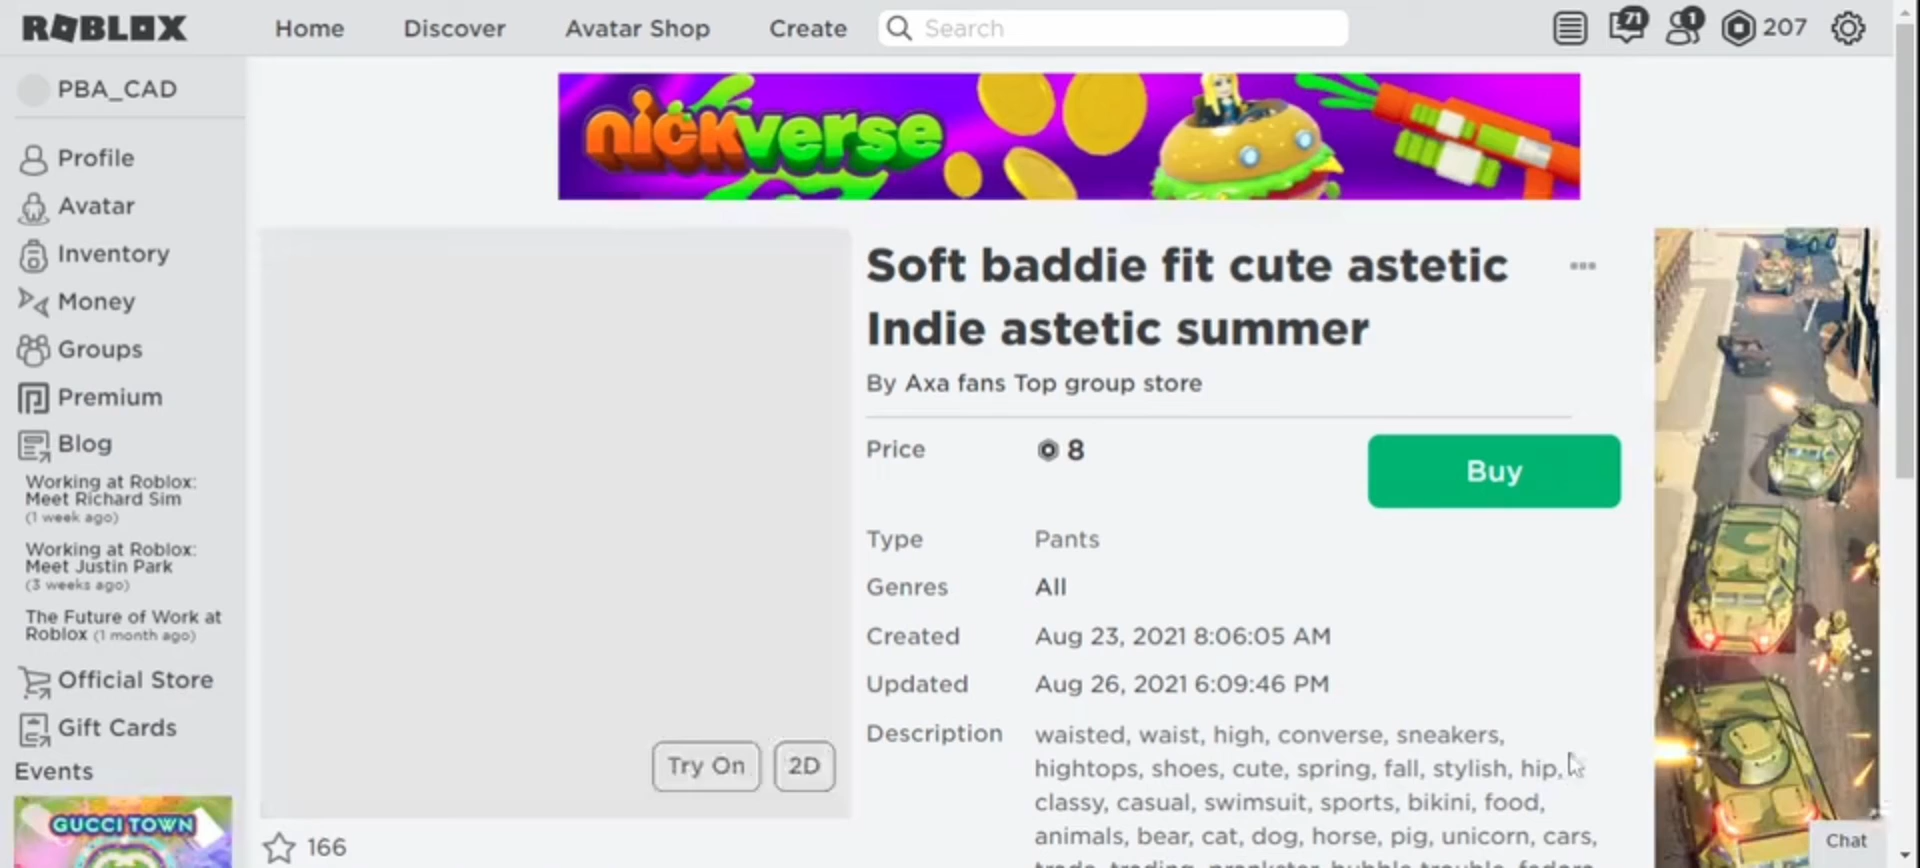 ROBLOX
Home
Discover
Avatar Shop
Create
Search
71
1
207
PBA_CAD
Profile
Avatar
Inventory
Money
Groups
Premium
Blog
Working at Roblox:
Meet Richard Sim
(1 week ago)
Working at Roblox:
Meet Justin Park
(3 weeks ago)
The Future of Work at
Roblox (1 month ago)
Official Store
Gift Cards
Events
GUCCI TOWN
nickverse
Try On
2D
166
Soft baddie fit cute astetic
Indie astetic summer
By Axa fans Top group store
Price
8
Buy
Type
Pants
Genres
All
Created
Aug 23, 2021 8:06:05 AM
Updated
Aug 26, 2021 6:09:46 PM
Description
waisted, waist, high, converse, sneakers,
hightops, shoes, cute, spring, fall, stylish, hip,
classy, casual, swimsuit, sports, bikini, food,
animals, bear, cat, dog, horse, pig, unicorn, cars,
Chat